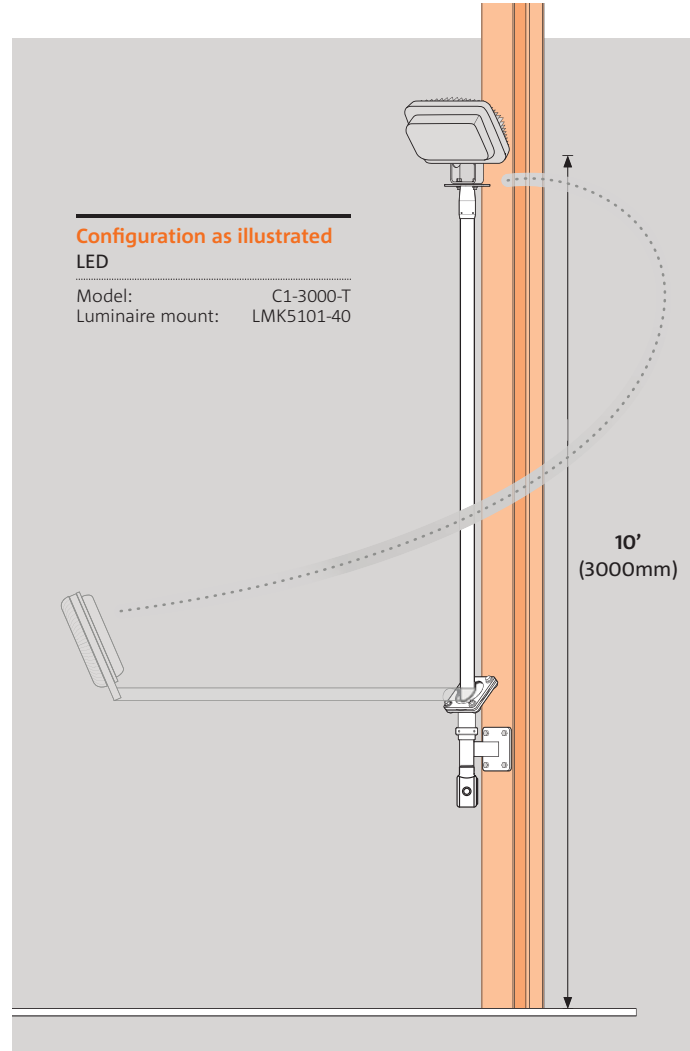 Configuration as illustrated
LED
Model: C1-3000-T
Luminaire mount: LMK5101-40
10’
(3000mm)